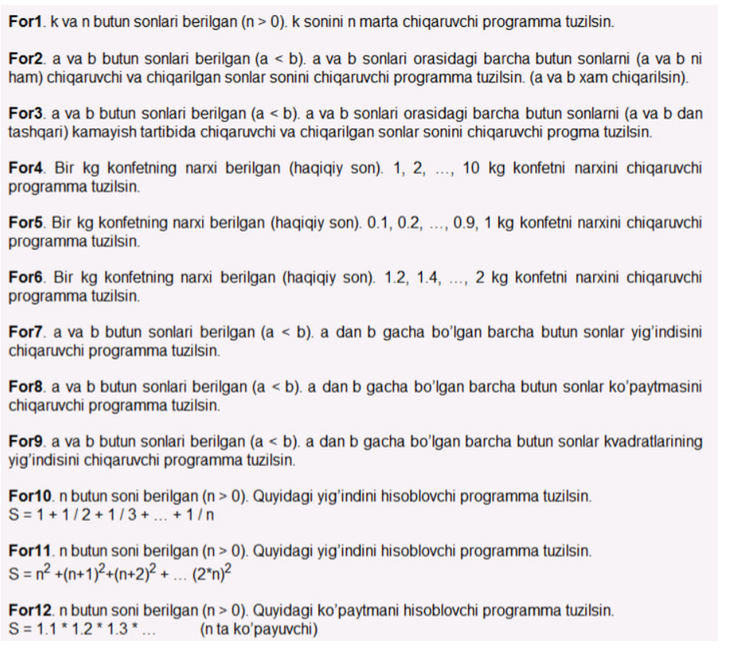 For1. k va n butun sonlari berilgan (n > 0). k sonini n marta chiqaruvchi programma tuzilsin.
For2. a va b butun sonlari berilgan (a < b). a va b sonlari orasidagi barcha butun sonlarni (a va b ni
ham) chiqaruvchi va chiqarilgan sonlar sonini chiqaruvchi programma tuzilsin. (a va b xam chiqarilsin).
For3. a va b butun sonlari berilgan (a < b). a va b sonlari orasidagi barcha butun sonlarni (a va b dan
tashqari) kamayish tartibida chiqaruvchi va chiqarilgan sonlar sonini chiqaruvchi progma tuzilsin.
For4. Bir kg konfetning narxi berilgan (haqiqiy son). 1, 2, ..., 10 kg konfetni narxini chiqaruvchi
programma tuzilsin.
For5. Bir kg konfetning narxi berilgan (haqiqiy son). 0.1, 0.2, ..., 0.9, 1 kg konfetni narxini chiqaruvchi
programma tuzilsin.
For6. Bir kg konfetning narxi berilgan (haqiqiy son). 1.2, 1.4, ..., 2 kg konfetni narxini chiqaruvchi
programma tuzilsin.
For7. a va b butun sonlari berilgan (a < b). a dan b gacha bo'lgan barcha butun sonlar yig'indisini
chiqaruvchi programma tuzilsin.
For8. a va b butun sonlari berilgan (a < b). a dan b gacha bo'lgan barcha butun sonlar ko'paytmasini
chiqaruvchi programma tuzilsin.
For9. a va b butun sonlari berilgan (a < b). a dan b gacha bo'lgan barcha butun sonlar kvadratlarining
yig'indisini chiqaruvchi programma tuzilsin.
For10. n butun soni berilgan (n > 0). Quyidagi yig'indini hisoblovchi programma tuzilsin.
S = 1 + 1 / 2 + 1 / 3 + ... + 1 / n
For11. n butun soni berilgan (n > 0). Quyidagi yig'indini hisoblovchi programma tuzilsin.
S = n² +(n+1)²+(n+2)² + ... (2*n)²
For12. n butun soni berilgan (n > 0). Quyidagi ko'paytmani hisoblovchi programma tuzilsin.
S = 1.1 * 1.2 * 1.3 * ... (n ta ko'payuvchi)